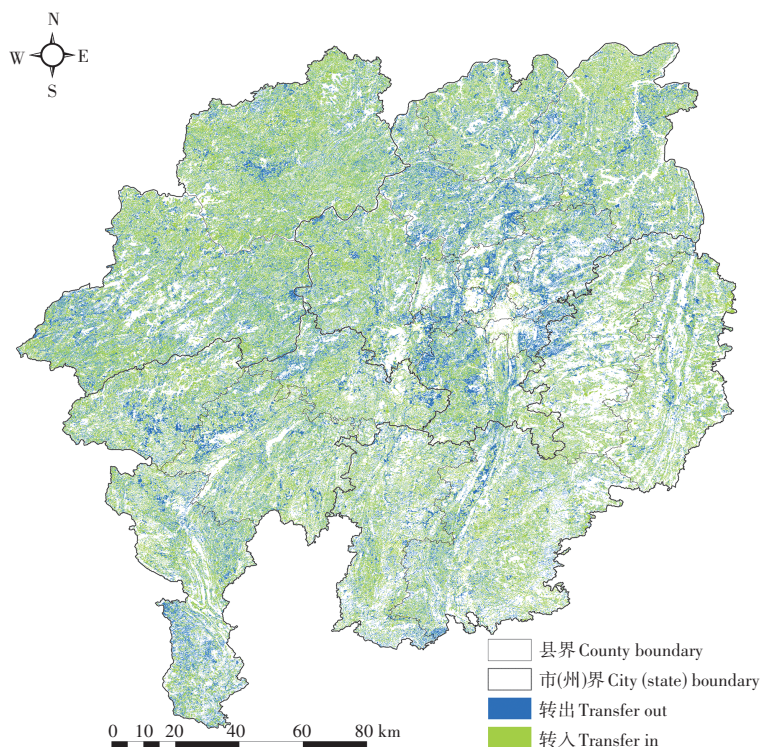 N
W E
S
县界 County boundary
市(州)界 City (state) boundary
转出 Transfer out
转入 Transfer in
0 10 20 40 60 80 km